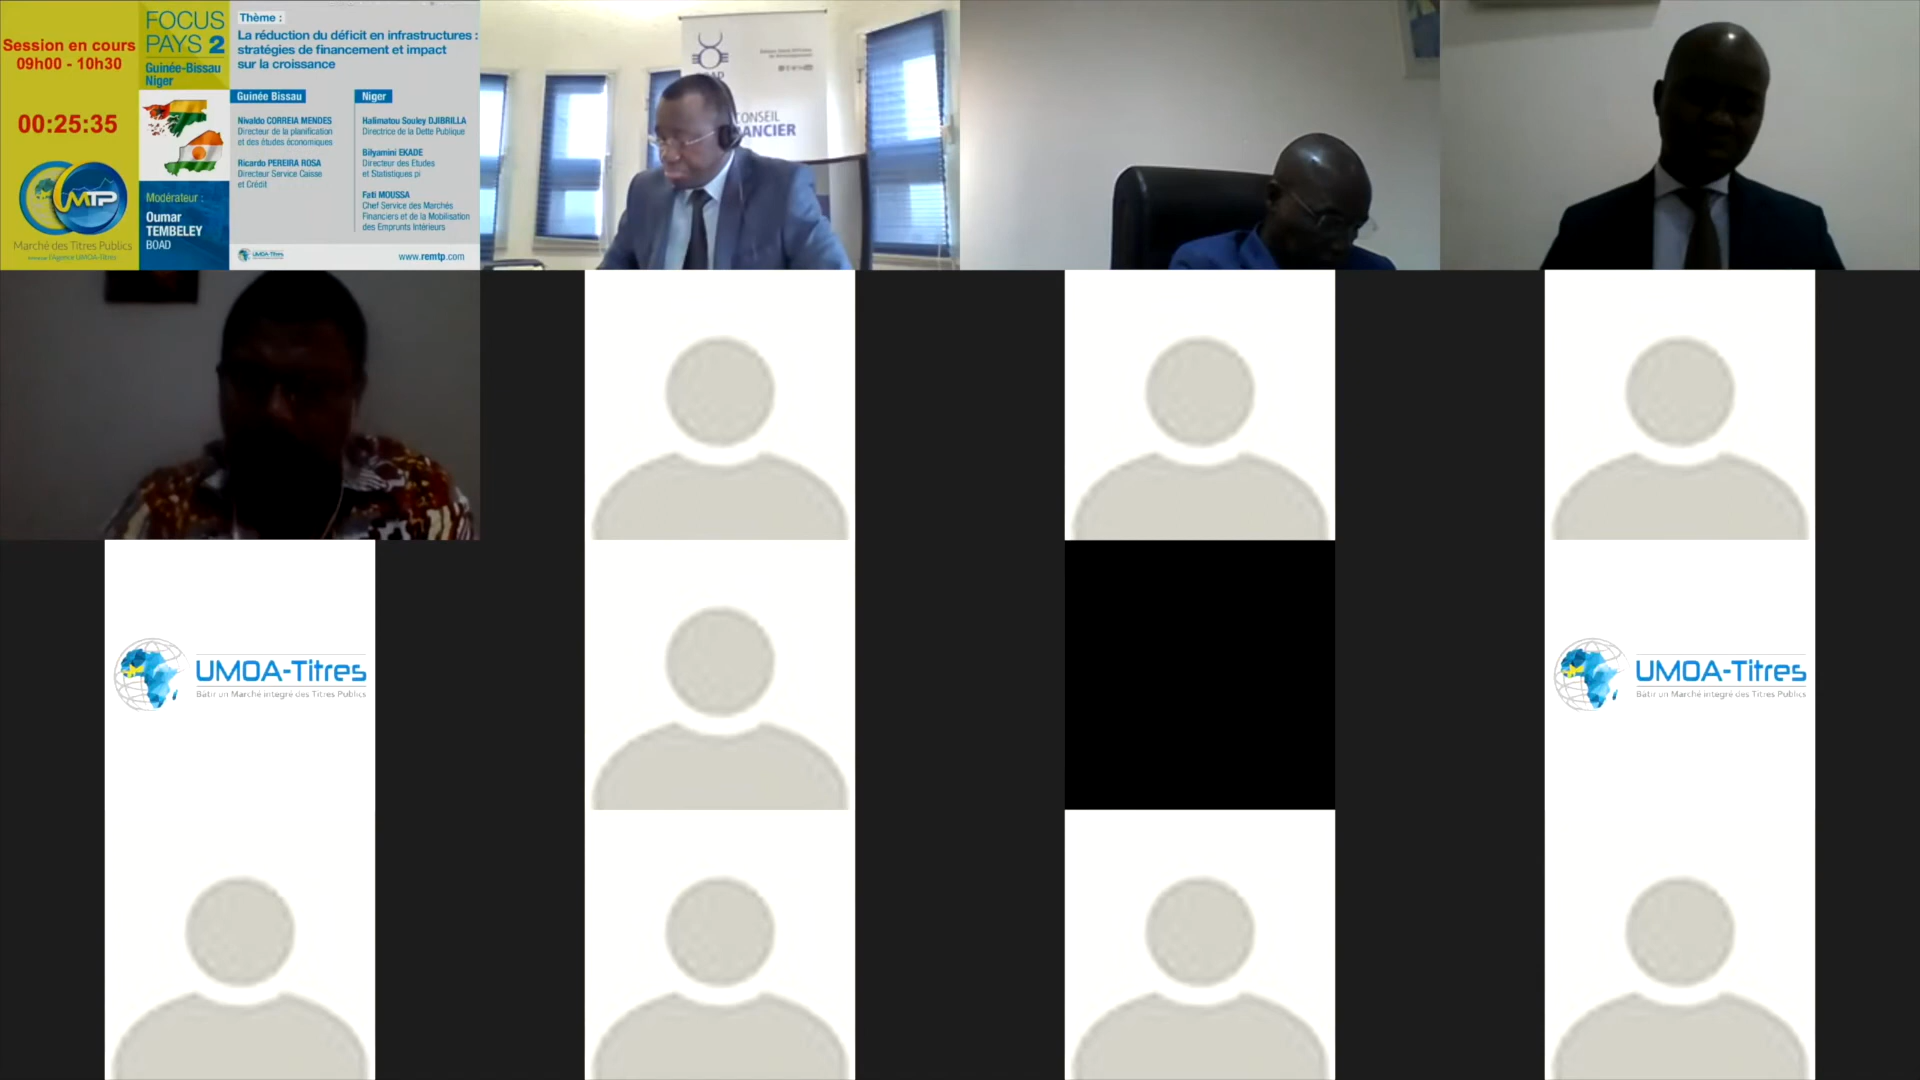 Session en cours
09h00 - 10h30
00:25:35
MTP
Marché des Titres Publics
FOCUS
PAYS 2
Guinée-Bissau
Niger
Modérateur :
Oumar
TEMBELEY
BOAD
Thème :
La réduction du déficit en infrastructures :
stratégies de financement et impact
sur la croissance
Guinée Bissau
Nivaldo CORREIA MENDES
Directeur de la planification
et des études économiques
Ricardo PEREIRA ROSA
Directeur Service Caisse
et Crédit
Niger
Halimatou Souley DJIBRILLA
Directrice de la Dette Publique
Bilyamini EKADE
Directeur des Etudes
et Statistiques pi
Fati MOUSSA
Chef Service des Marchés
Financiers et de la Mobilisation
des Emprunts Intérieurs
UMOA-Titres
www.remtp.com
CONSEIL
ANCIER
UMOA-Titres
Bâtir un Marché intégré des Titres Publics
UMOA-Titres
Bâtir un Marché intégré des Titres Publics